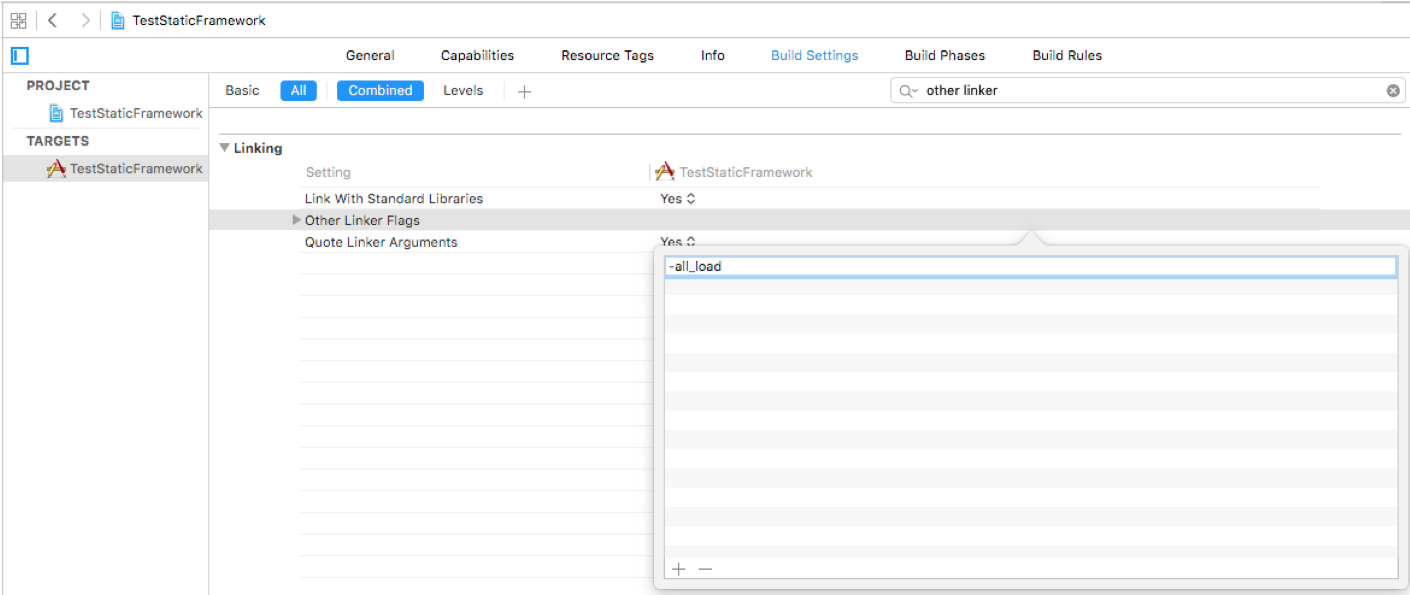 TestStaticFramework
General Capabilities Resource Tags Info Build Settings Build Phases Build Rules
PROJECT
TestStaticFramework
TARGETS
TestStaticFramework
Basic All Combined Levels + other linker
Linking
Setting TestStaticFramework
Link With Standard Libraries Yes
Other Linker Flags
Quote Linker Arguments Yes
-all_load
+ −